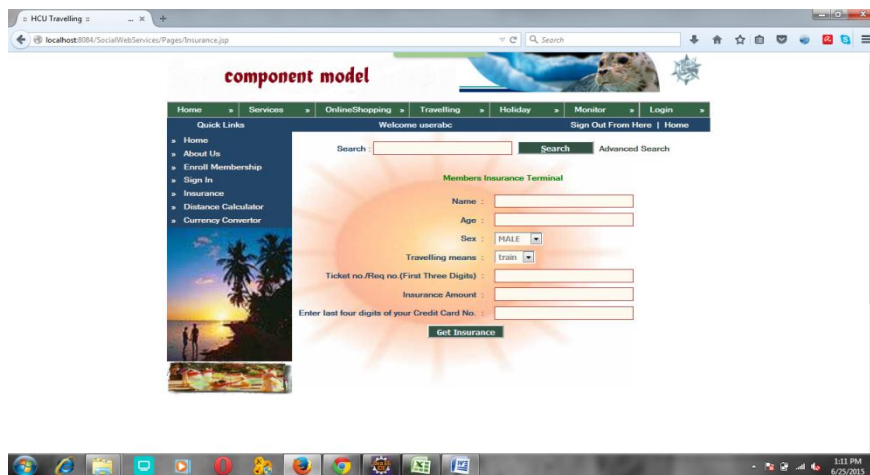 :: HCU Travelling :: ... × +
localhost:8084/SocialWebServices/Pages/Insurance.jsp
Search
component model
Home » Services » OnlineShopping » Travelling » Holiday » Monitor » Login »
Quick Links Welcome userabc Sign Out From Here | Home
» Home
» About Us
» Enroll Membership
» Sign In
» Insurance
» Distance Calculator
» Currency Convertor
Search : Search Advanced Search
Members Insurance Terminal
Name :
Age :
Sex : MALE
Travelling means : train
Ticket no./Req no.(First Three Digits) :
Insurance Amount :
Enter last four digits of your Credit Card No. :
Get Insurance
1:11 PM
6/25/2015